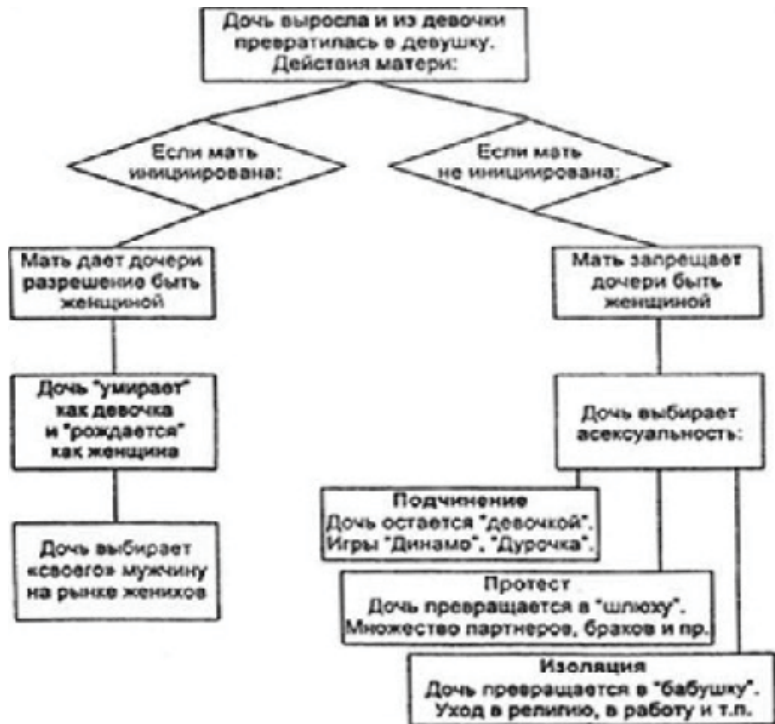 Дочь выросла и из девочки
превратилась в девушку.
Действия матери:
Если мать
инициирована:
Если мать
не инициирована:
Мать дает дочери
разрешение быть
женщиной
Мать запрещает
дочери быть
женщиной
Дочь "умирает"
как девочка
и "рождается"
как женщина
Дочь выбирает
асексуальность:
Дочь выбирает
«своего» мужчину
на рынке женихов
Подчинение
Дочь остается "девочкой".
Игры "Динамо", "Дурочка".
Протест
Дочь превращается в "шлюху".
Множество партнеров, браков и пр.
Изоляция
Дочь превращается в "бабушку".
Уход в религию, в работу и т.п.